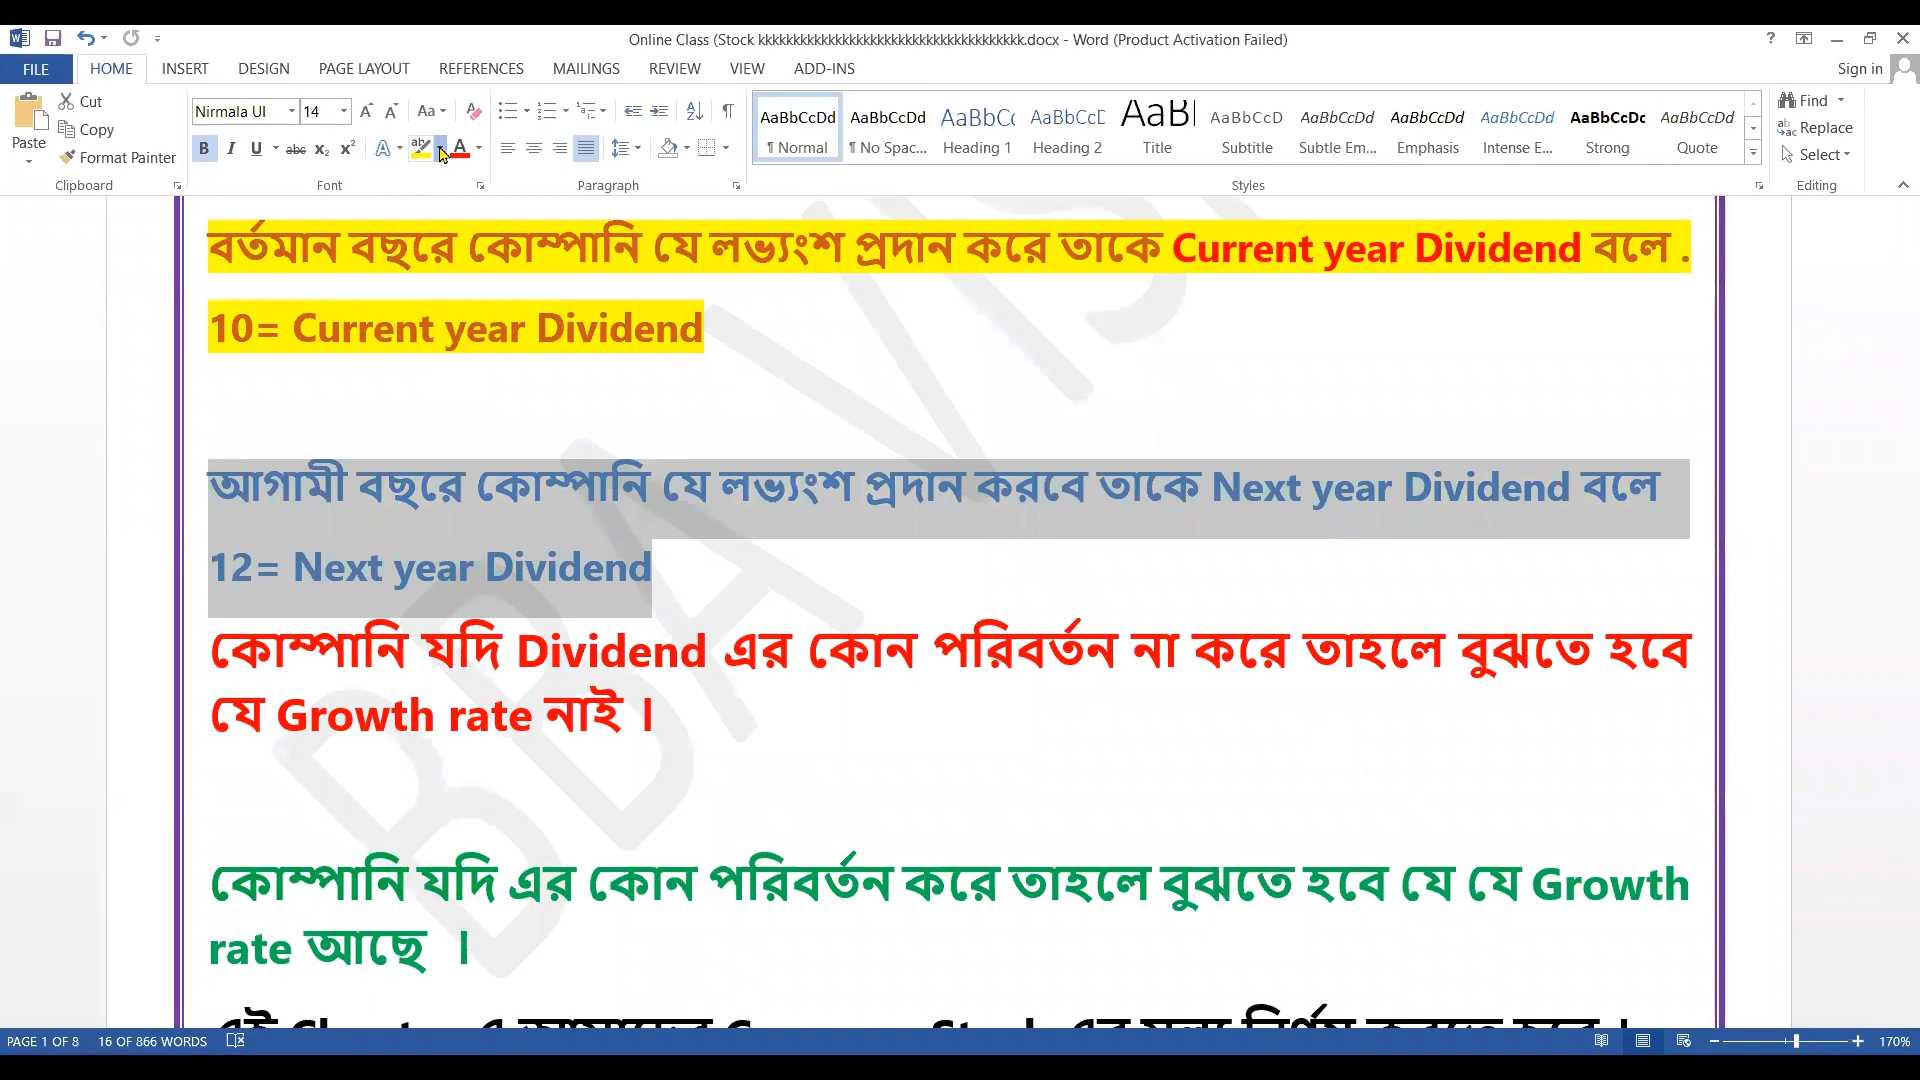 Online Class (Stock kkkkkkkkkkkkkkkkkkkkkkkkkkkkkkkkkkkkkk.docx - Word (Product Activation Failed)
FILE HOME INSERT DESIGN PAGE LAYOUT REFERENCES MAILINGS REVIEW VIEW ADD-INS Sign in
Paste Cut Copy Format Painter Clipboard
Nirmala UI 14 Font
Paragraph
AaBbCcDd AaBbCcDd AaBbCc AaBbCcD AaBl AaBbCcD AaBbCcDd AaBbCcDd AaBbCcDd AaBbCcDc AaBbCcDd
¶ Normal ¶ No Spac... Heading 1 Heading 2 Title Subtitle Subtle Em... Emphasis Intense E... Strong Quote
Styles
Find Replace Select Editing
বর্তমান বছরে কোম্পানি যে লভ্যংশ প্রদান করে তাকে Current year Dividend বলে .
10= Current year Dividend
আগামী বছরে কোম্পানি যে লভ্যংশ প্রদান করবে তাকে Next year Dividend বলে
12= Next year Dividend
কোম্পানি যদি Dividend এর কোন পরিবর্তন না করে তাহলে বুঝতে হবে
যে Growth rate নাই ।
কোম্পানি যদি এর কোন পরিবর্তন করে তাহলে বুঝতে হবে যে যে Growth
rate আছে ।
PAGE 1 OF 8 16 OF 866 WORDS 170%